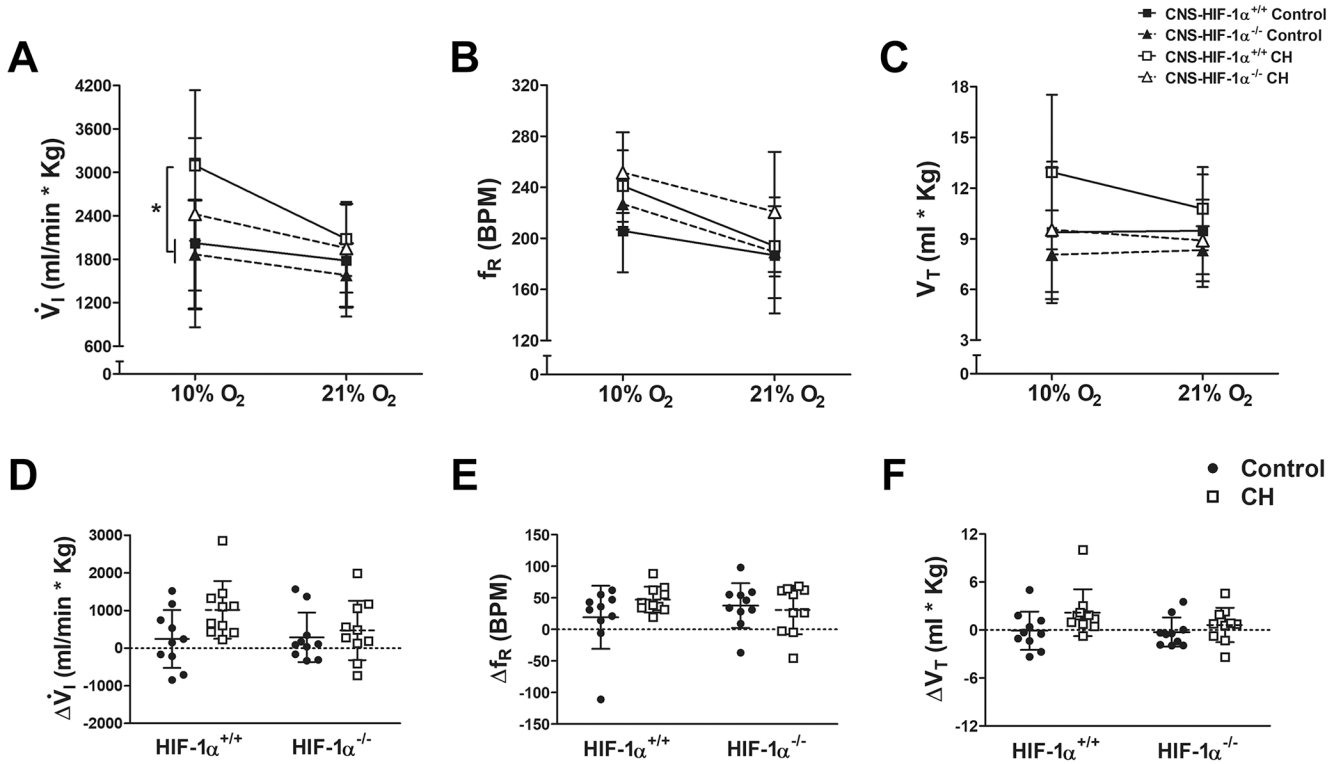 CNS-HIF-1α+/+ Control
CNS-HIF-1α-/- Control
CNS-HIF-1α+/+ CH
CNS-HIF-1α-/- CH
A
V̇I (ml/min * Kg)
4200
3600
3000
2400
1800
1200
600
0
*
10% O2
21% O2
B
fR (BPM)
320
280
240
200
160
120
0
10% O2
21% O2
C
VT (ml * Kg)
18
15
12
9
6
3
0
10% O2
21% O2
Control
CH
D
ΔV̇I (ml/min * Kg)
3000
2000
1000
0
-1000
-2000
HIF-1α+/+
HIF-1α-/-
E
ΔfR (BPM)
150
100
50
0
-50
-100
-150
HIF-1α+/+
HIF-1α-/-
F
ΔVT (ml * Kg)
12
6
0
-6
-12
HIF-1α+/+
HIF-1α-/-